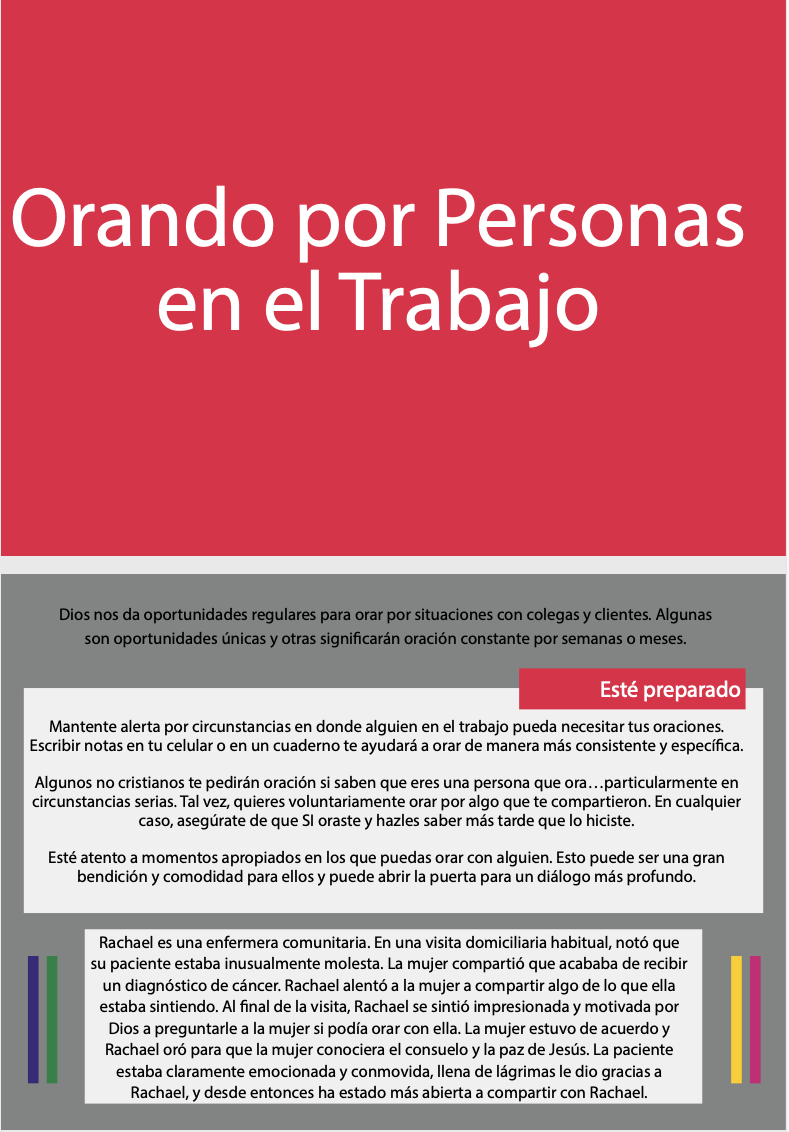 Orando por Personas
en el Trabajo
Dios nos da oportunidades regulares para orar por situaciones con colegas y clientes. Algunas
son oportunidades únicas y otras significarán oración constante por semanas o meses.
Esté preparado
Mantente alerta por circunstancias en donde alguien en el trabajo pueda necesitar tus oraciones.
Escribir notas en tu celular o en un cuaderno te ayudará a orar de manera más consistente y específica.
Algunos no cristianos te pedirán oración si saben que eres una persona que ora…particularmente en
circunstancias serias. Tal vez, quieres voluntariamente orar por algo que te compartieron. En cualquier
caso, asegúrate de que SI oraste y hazles saber más tarde que lo hiciste.
Esté atento a momentos apropiados en los que puedas orar con alguien. Esto puede ser una gran
bendición y comodidad para ellos y puede abrir la puerta para un diálogo más profundo.
Rachael es una enfermera comunitaria. En una visita domiciliaria habitual, notó que
su paciente estaba inusualmente molesta. La mujer compartió que acababa de recibir
un diagnóstico de cáncer. Rachael alentó a la mujer a compartir algo de lo que ella
estaba sintiendo. Al final de la visita, Rachael se sintió impresionada y motivada por
Dios a preguntarle a la mujer si podía orar con ella. La mujer estuvo de acuerdo y
Rachael oró para que la mujer conociera el consuelo y la paz de Jesús. La paciente
estaba claramente emocionada y conmovida, llena de lágrimas le dio gracias a
Rachael, y desde entonces ha estado más abierta a compartir con Rachael.